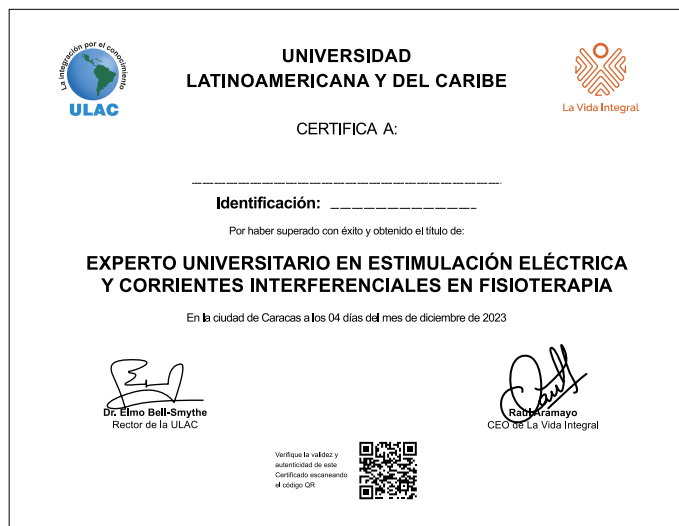 La integración por el conocimiento
ULAC
UNIVERSIDAD
LATINOAMERICANA Y DEL CARIBE
La Vida Integral
CERTIFICA A:
Identificación:
Por haber superado con éxito y obtenido el título de:
EXPERTO UNIVERSITARIO EN ESTIMULACIÓN ELÉCTRICA
Y CORRIENTES INTERFERENCIALES EN FISIOTERAPIA
En la ciudad de Caracas a los 04 días del mes de diciembre de 2023
Dr. Elmo Bell-Smythe
Rector de la ULAC
Raúl Aramayo
CEO de La Vida Integral
Verifique la validez y
autenticidad de este
Certificado escaneando
el código QR